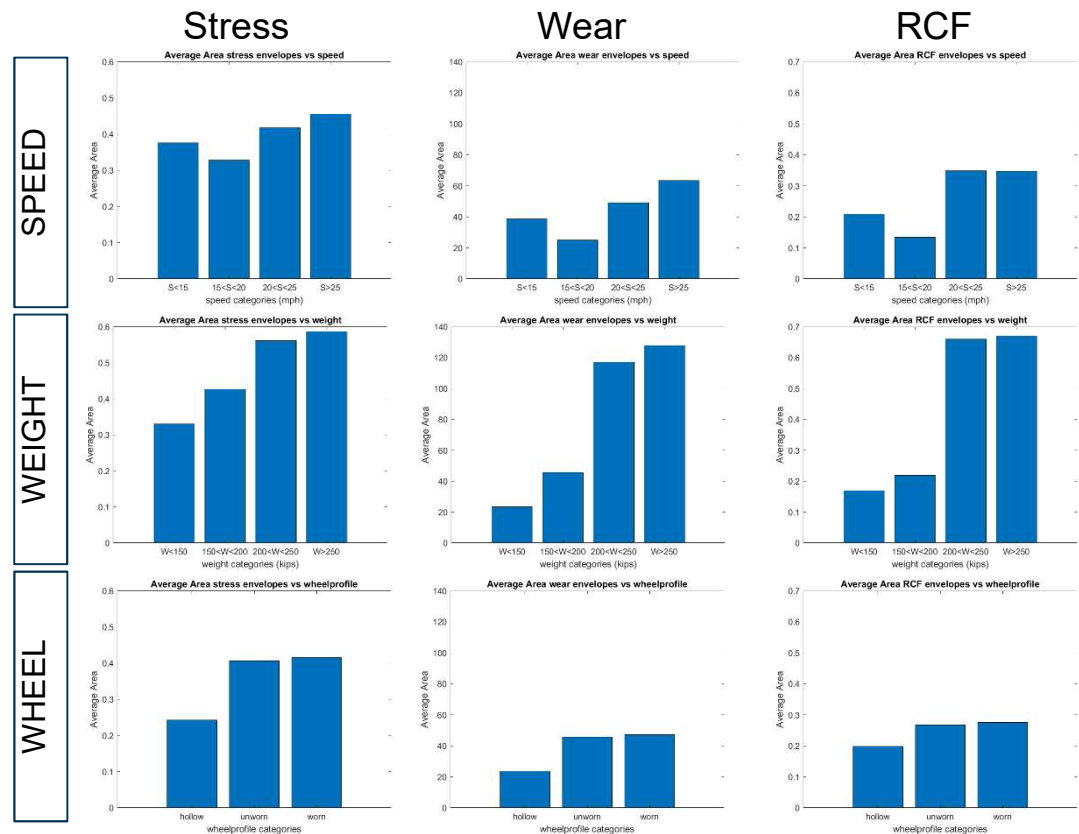 Stress
Wear
RCF
SPEED
Average Area stress envelopes vs speed
0.6
0.5
0.4
0.3
0.2
0.1
0
Average Area
S<15
15<S<20
20<S<25
S>25
speed categories (mph)
Average Area wear envelopes vs speed
140
120
100
80
60
40
20
0
Average Area
S<15
15<S<20
20<S<25
S>25
speed categories (mph)
Average Area RCF envelopes vs speed
0.7
0.6
0.5
0.4
0.3
0.2
0.1
0
Average Area
S<15
15<S<20
20<S<25
S>25
speed categories (mph)
WEIGHT
Average Area stress envelopes vs weight
0.6
0.5
0.4
0.3
0.2
0.1
0
Average Area
W<150
150<W<200
200<W<250
W>250
weight categories (kips)
Average Area wear envelopes vs weight
140
120
100
80
60
40
20
0
Average Area
W<150
150<W<200
200<W<250
W>250
weight categories (kips)
Average Area RCF envelopes vs weight
0.7
0.6
0.5
0.4
0.3
0.2
0.1
0
Average Area
W<150
150<W<200
200<W<250
W>250
weight categories (kips)
WHEEL
Average Area stress envelopes vs wheelprofile
0.6
0.5
0.4
0.3
0.2
0.1
0
Average Area
hollow
unworn
worn
wheelprofile categories
Average Area wear envelopes vs wheelprofile
140
120
100
80
60
40
20
0
Average Area
hollow
unworn
worn
wheelprofile categories
Average Area RCF envelopes vs wheelprofile
0.7
0.6
0.5
0.4
0.3
0.2
0.1
0
Average Area
hollow
unworn
worn
wheelprofile categories